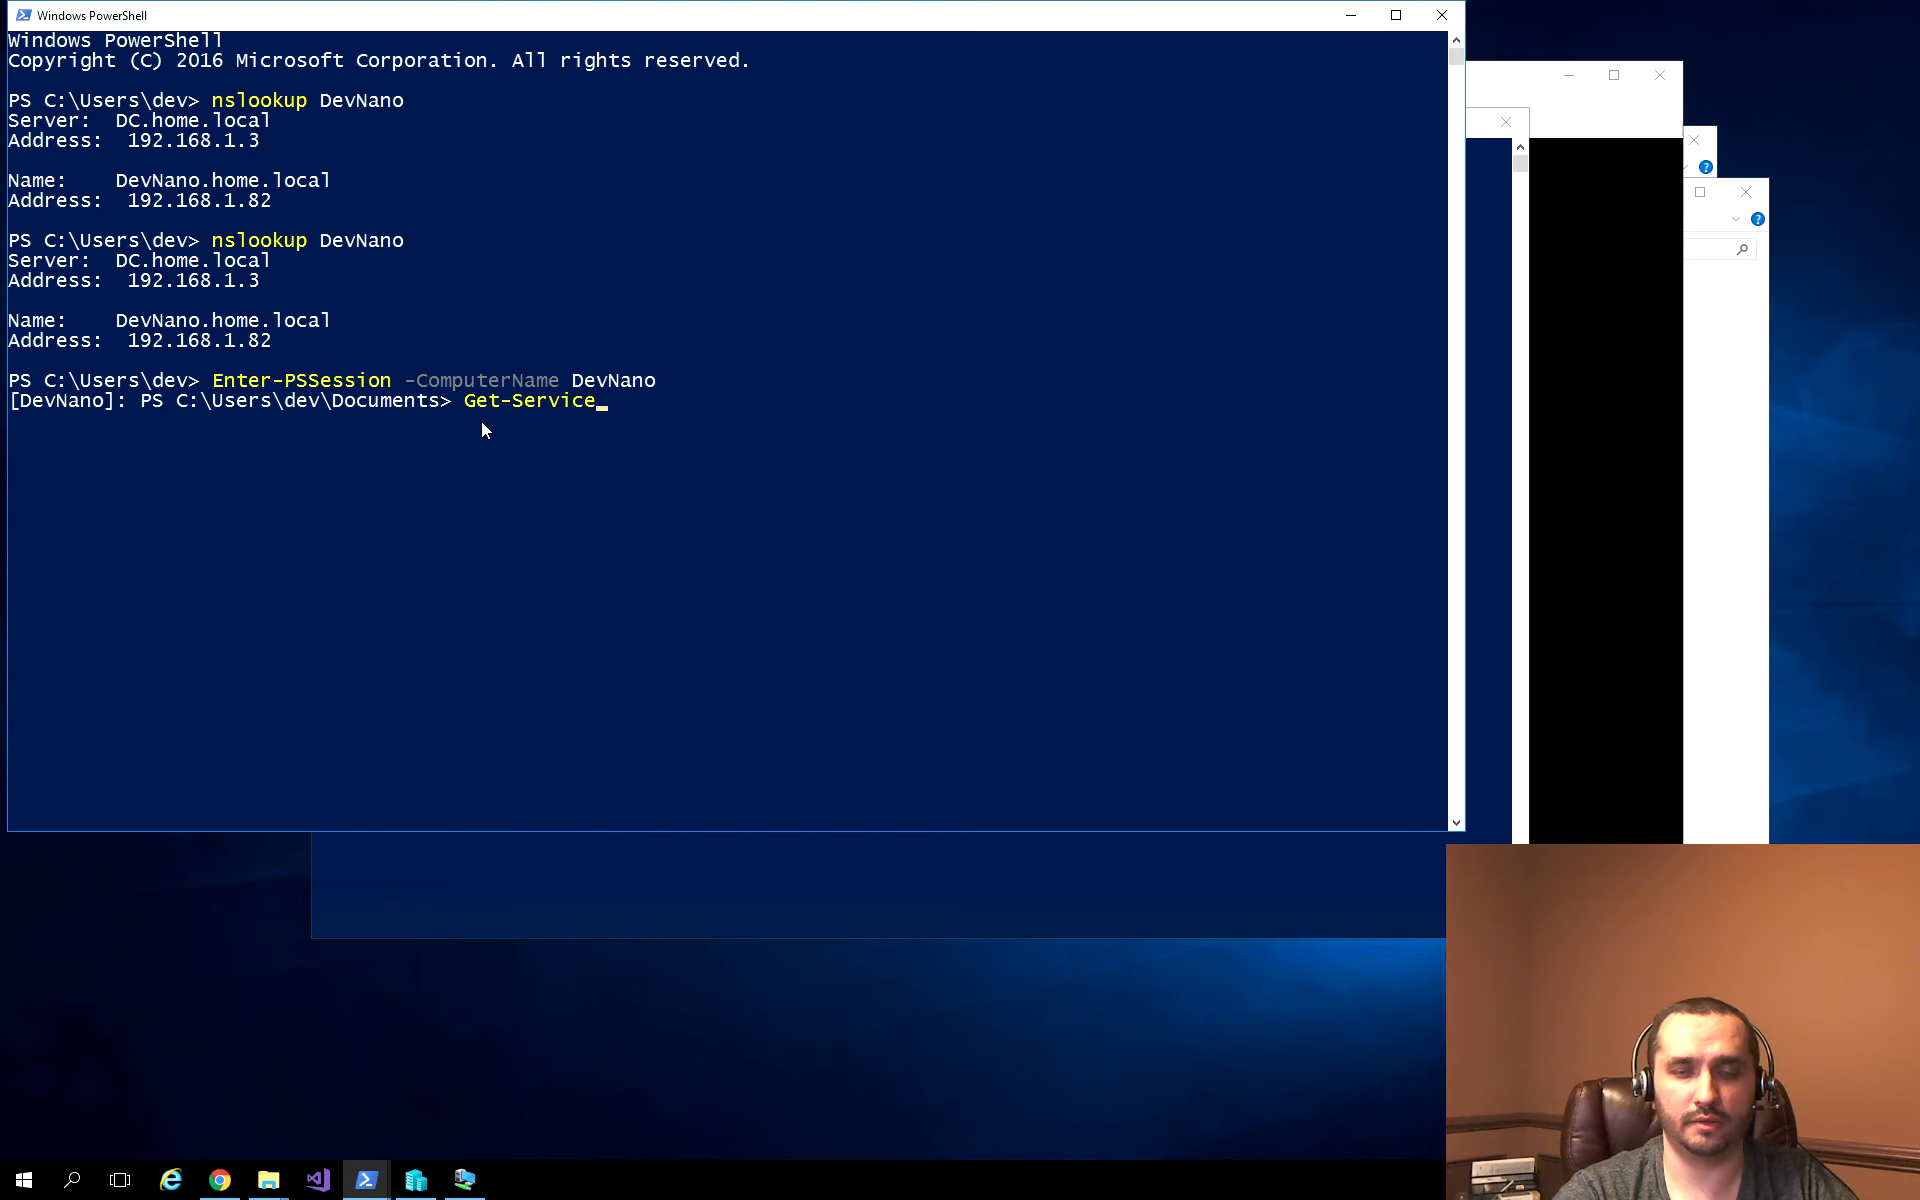 Windows PowerShell
Windows PowerShell
Copyright (C) 2016 Microsoft Corporation. All rights reserved.
PS C:\Users\dev> nslookup DevNano
Server:  DC.home.local
Address:  192.168.1.3
Name:    DevNano.home.local
Address:  192.168.1.82
PS C:\Users\dev> nslookup DevNano
Server:  DC.home.local
Address:  192.168.1.3
Name:    DevNano.home.local
Address:  192.168.1.82
PS C:\Users\dev> Enter-PSSession -ComputerName DevNano
[DevNano]: PS C:\Users\dev\Documents> Get-Service